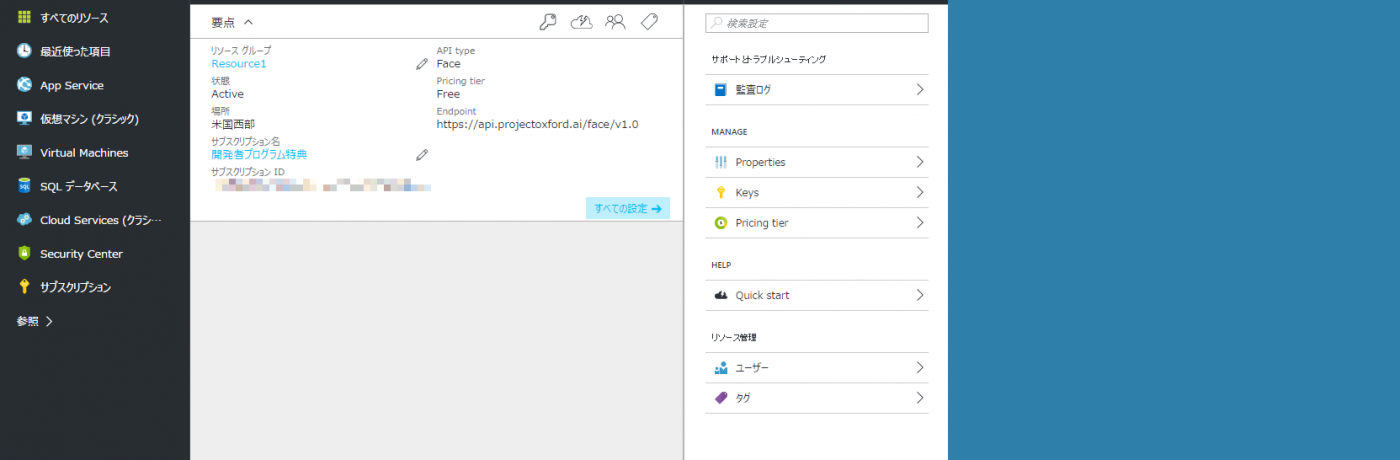 すべてのリソース
最近使った項目
App Service
仮想マシン (クラシック)
Virtual Machines
SQL データベース
Cloud Services (クラシ…
Security Center
サブスクリプション
参照
要点
リソース グループ
Resource1
状態
Active
場所
米国西部
サブスクリプション名
開発者プログラム特典
サブスクリプション ID
API type
Face
Pricing tier
Free
Endpoint
https://api.projectoxford.ai/face/v1.0
すべての設定 →
検索設定
サポートとトラブルシューティング
監査ログ
MANAGE
Properties
Keys
Pricing tier
HELP
Quick start
リソース管理
ユーザー
タグ